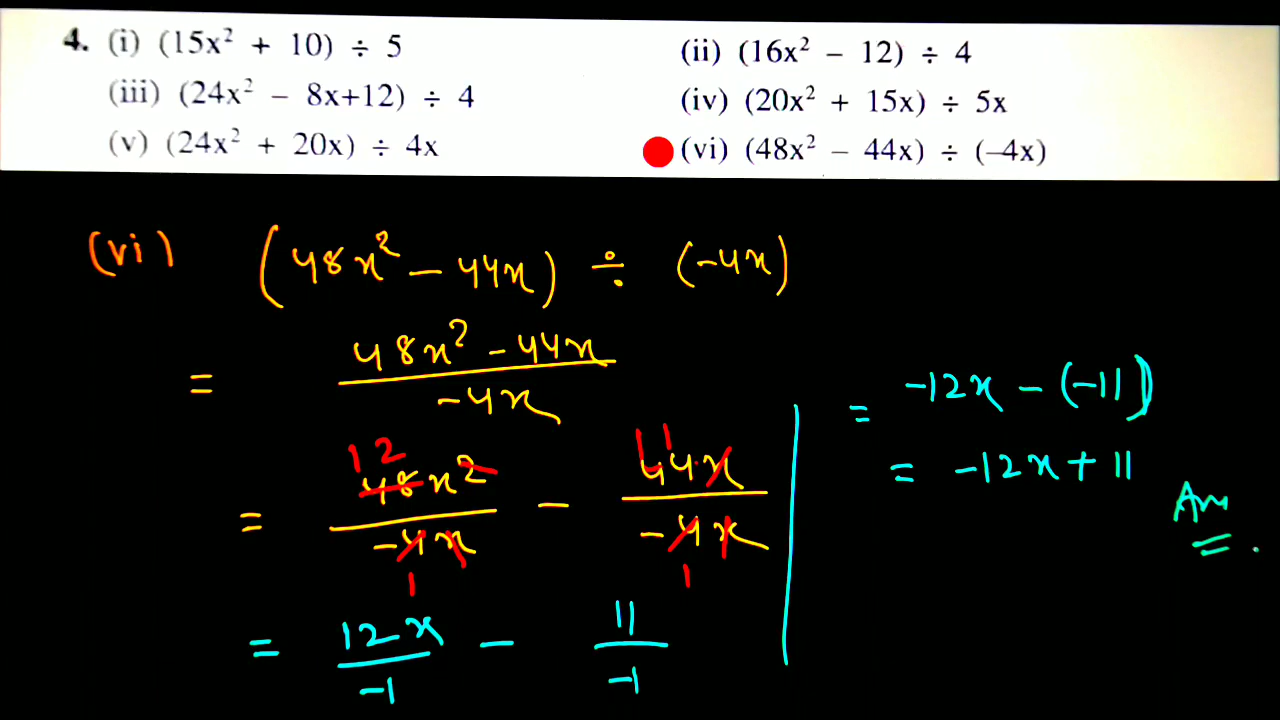 4. (i) (15x² + 10) ÷ 5
(ii) (16x² – 12) ÷ 4
(iii) (24x² – 8x+12) ÷ 4
(iv) (20x² + 15x) ÷ 5x
(v) (24x² + 20x) ÷ 4x
(vi) (48x² – 44x) ÷ (–4x)
(vi) (48x² - 44x) ÷ (-4x)
= 48x² - 44x
-4x
12 11
= 48x² - 44x
-4x -4x
1 1
= 12x - 11
-1 -1
= -12x - (-11)
= -12x + 11
Ans